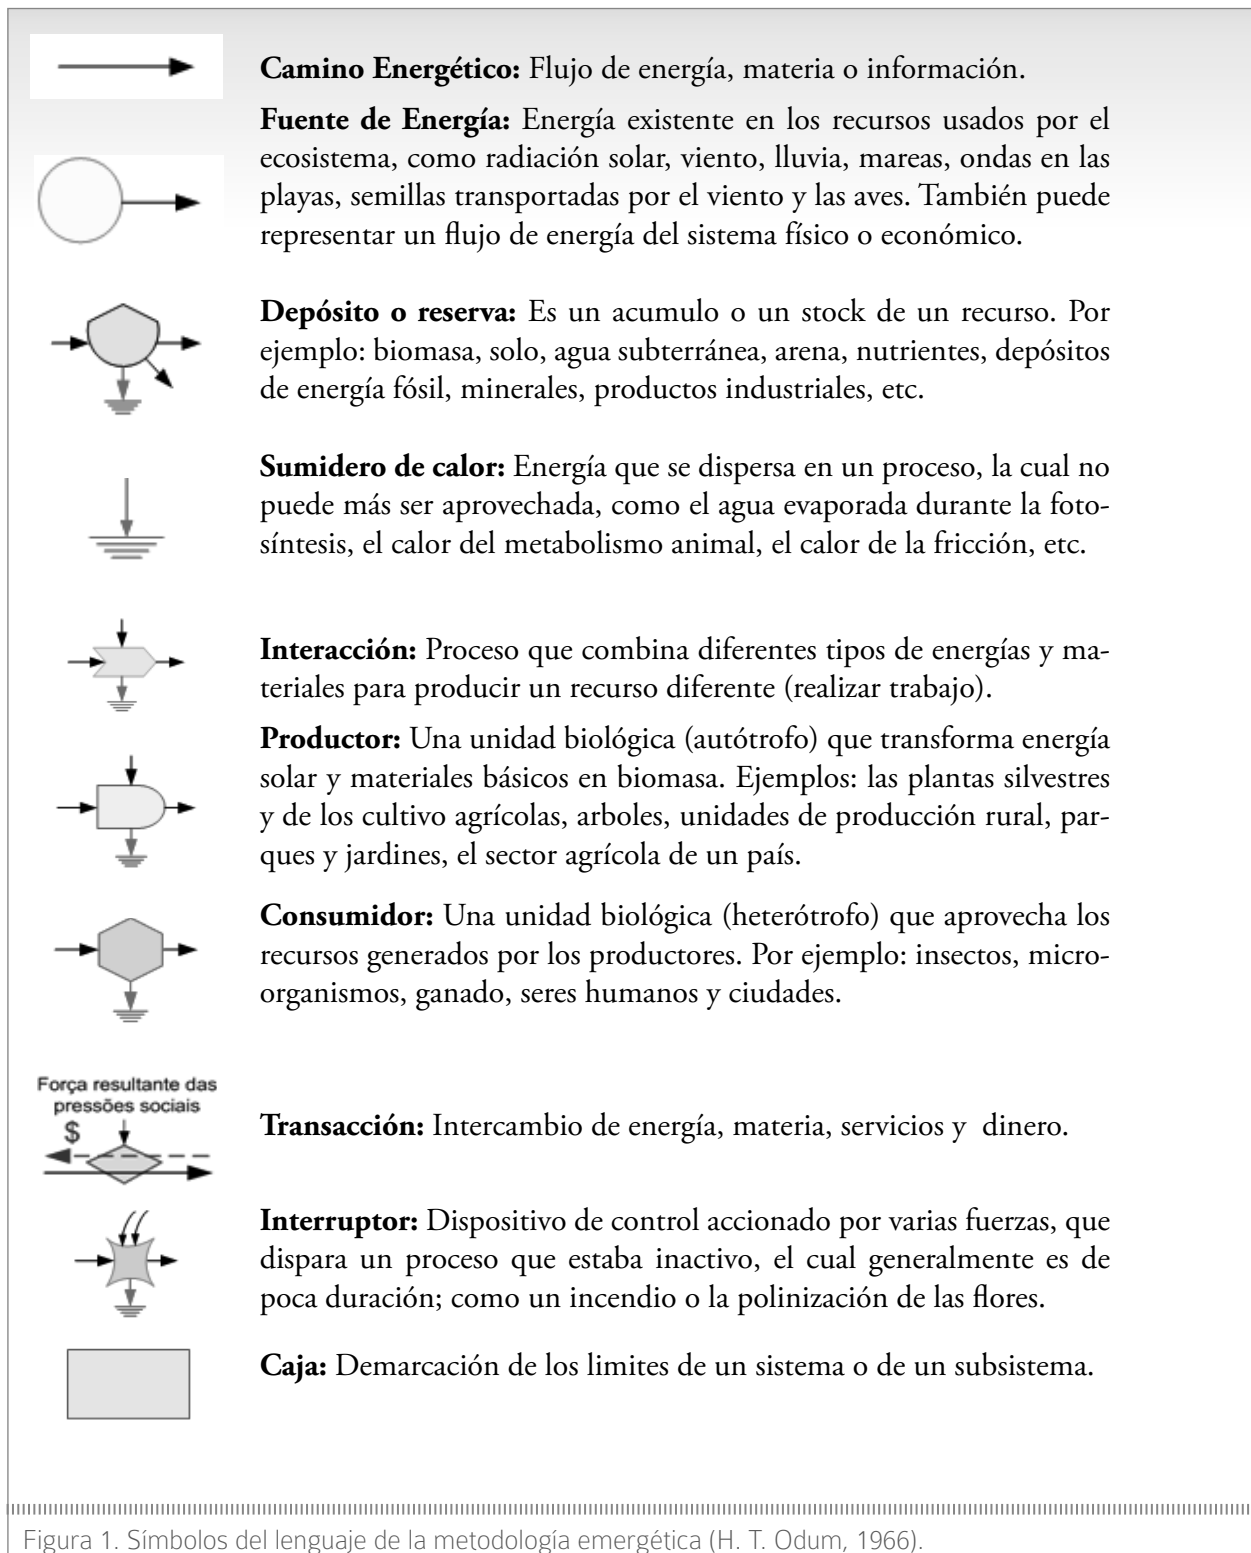 Camino Energético: Flujo de energía, materia o información.
Fuente de Energía: Energía existente en los recursos usados por el
ecosistema, como radiación solar, viento, lluvia, mareas, ondas en las
playas, semillas transportadas por el viento y las aves. También puede
representar un flujo de energía del sistema físico o económico.
Depósito o reserva: Es un acumulo o un stock de un recurso. Por
ejemplo: biomasa, solo, agua subterránea, arena, nutrientes, depósitos
de energía fósil, minerales, productos industriales, etc.
Sumidero de calor: Energía que se dispersa en un proceso, la cual no
puede más ser aprovechada, como el agua evaporada durante la foto-
síntesis, el calor del metabolismo animal, el calor de la fricción, etc.
Interacción: Proceso que combina diferentes tipos de energías y ma-
teriales para producir un recurso diferente (realizar trabajo).
Productor: Una unidad biológica (autótrofo) que transforma energía
solar y materiales básicos en biomasa. Ejemplos: las plantas silvestres
y de los cultivo agrícolas, arboles, unidades de producción rural, par-
ques y jardines, el sector agrícola de un país.
Consumidor: Una unidad biológica (heterótrofo) que aprovecha los
recursos generados por los productores. Por ejemplo: insectos, micro-
organismos, ganado, seres humanos y ciudades.
Força resultante das
pressões sociais
$
Transacción: Intercambio de energía, materia, servicios y dinero.
Interruptor: Dispositivo de control accionado por varias fuerzas, que
dispara un proceso que estaba inactivo, el cual generalmente es de
poca duración; como un incendio o la polinización de las flores.
Caja: Demarcación de los limites de un sistema o de un subsistema.
Figura 1. Símbolos del lenguaje de la metodología emergética (H. T. Odum, 1966).